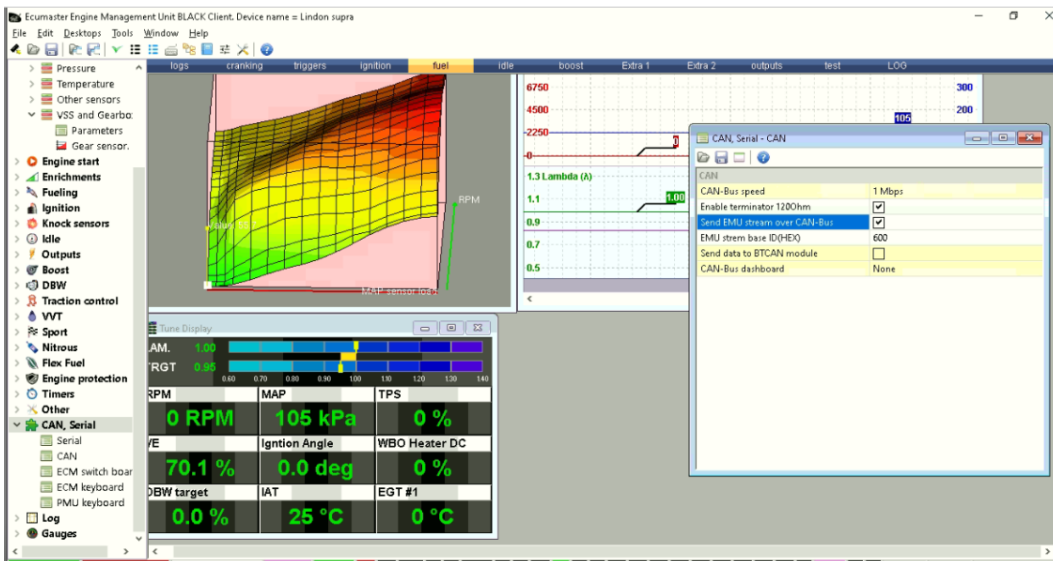 Ecumaster Engine Management Unit BLACK Client. Device name = Lindon supra
File Edit Desktops Tools Window Help
logs cranking triggers ignition fuel idle boost Extra 1 Extra 2 outputs test LOG
Pressure
Temperature
Other sensors
VSS and Gearbo:
Parameters
Gear sensor.
Engine start
Enrichments
Fueling
Ignition
Knock sensors
Idle
Outputs
Boost
DBW
Traction control
VVT
Sport
Nitrous
Flex Fuel
Engine protection
Timers
Other
CAN, Serial
Serial
CAN
ECM switch boar
ECM keyboard
PMU keyboard
Log
Gauges
RPM
MAP sensor
6750 300
4500 200
105
2250
0
0
1.3 Lambda (λ)
1.1 1.00
0.9
0.7
0.5
CAN, Serial - CAN
CAN
CAN-Bus speed 1 Mbps
Enable terminator 120Ohm
Send EMU stream over CAN-Bus
EMU strem base ID(HEX) 600
Send data to BTCAN module
CAN-Bus dashboard None
Tune Display
LAM. 1.00
TRGT 0.95
0.60 0.70 0.80 0.90 1.00 1.10 1.20 1.30 1.40
RPM MAP TPS
0 RPM 105 kPa 0 %
VE Igntion Angle WBO Heater DC
70.1 % 0.0 deg 0 %
DBW target IAT EGT #1
0.0 % 25 °C 0 °C